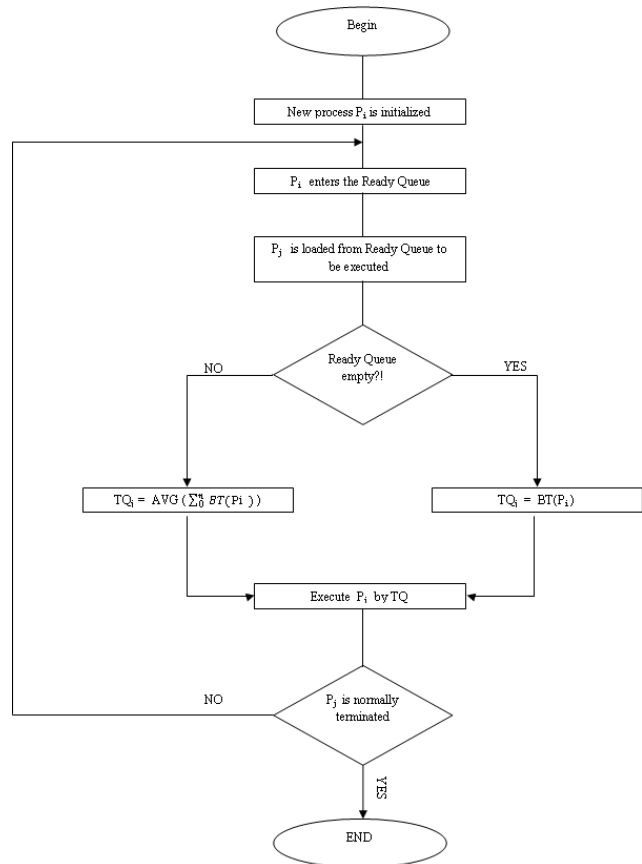 Begin
New process Pi is initialized
Pi enters the Ready Queue
Pj is loaded from Ready Queue to
be executed
Ready Queue
empty?!
NO
YES
TQi = AVG (∑₀ⁿ BT(Pi ))
TQi = BT(Pi)
Execute Pi by TQ
Pj is normally
terminated
NO
YES
END